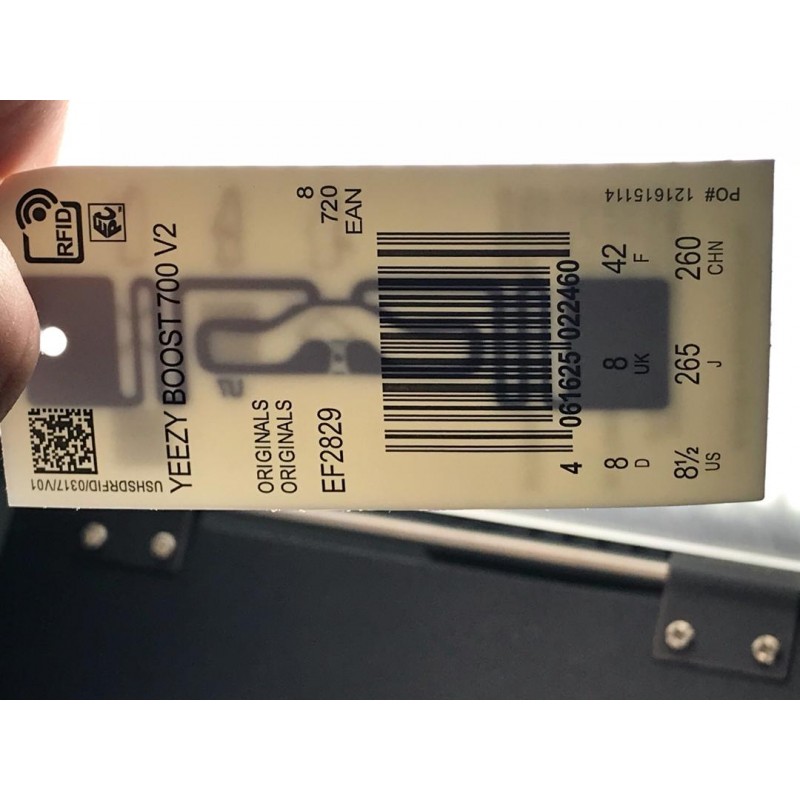 RFID
EPC
USHSDRFID/0317/V01
YEEZY BOOST 700 V2
ORIGINALS
ORIGINALS
EF2829
8
720
EAN
4 061625 022460
8 D
8 UK
42 F
8½ US
265 J
260 CHN
PO# 121615114